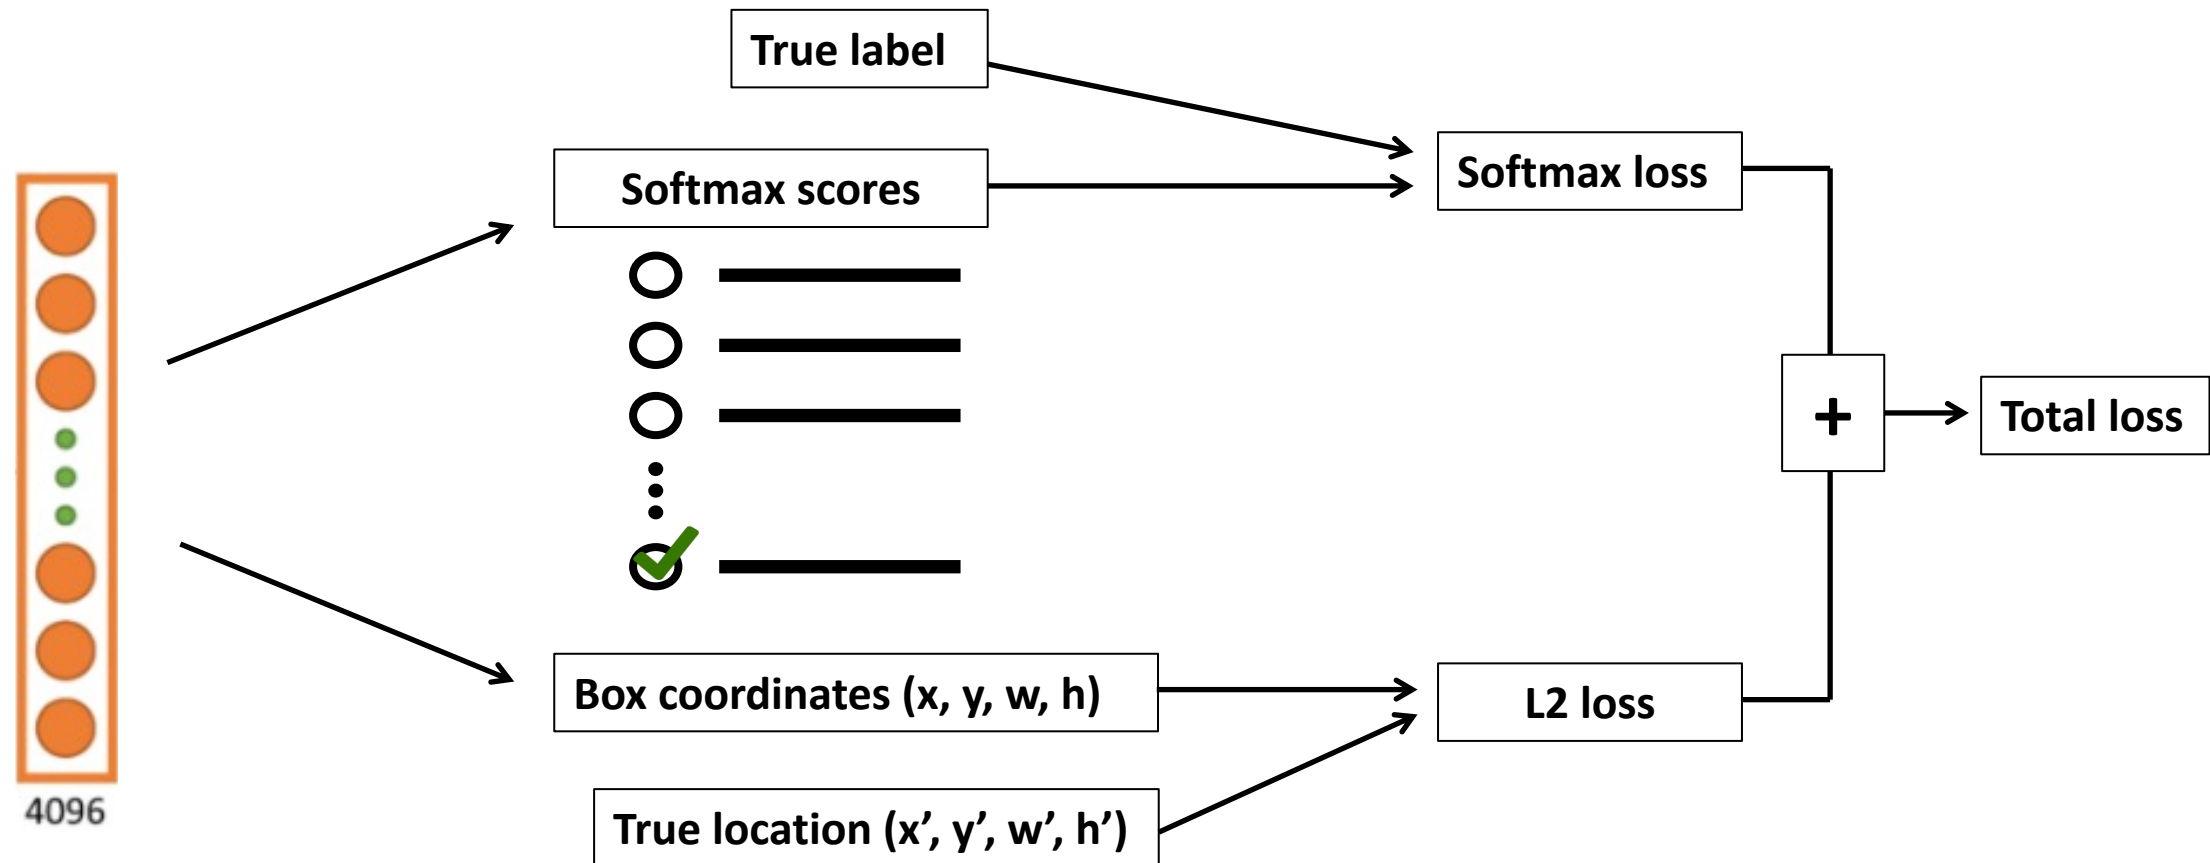 True label
Softmax scores
Softmax loss
+
Total loss
Box coordinates (x, y, w, h)
L2 loss
True location (x’, y’, w’, h’)
4096